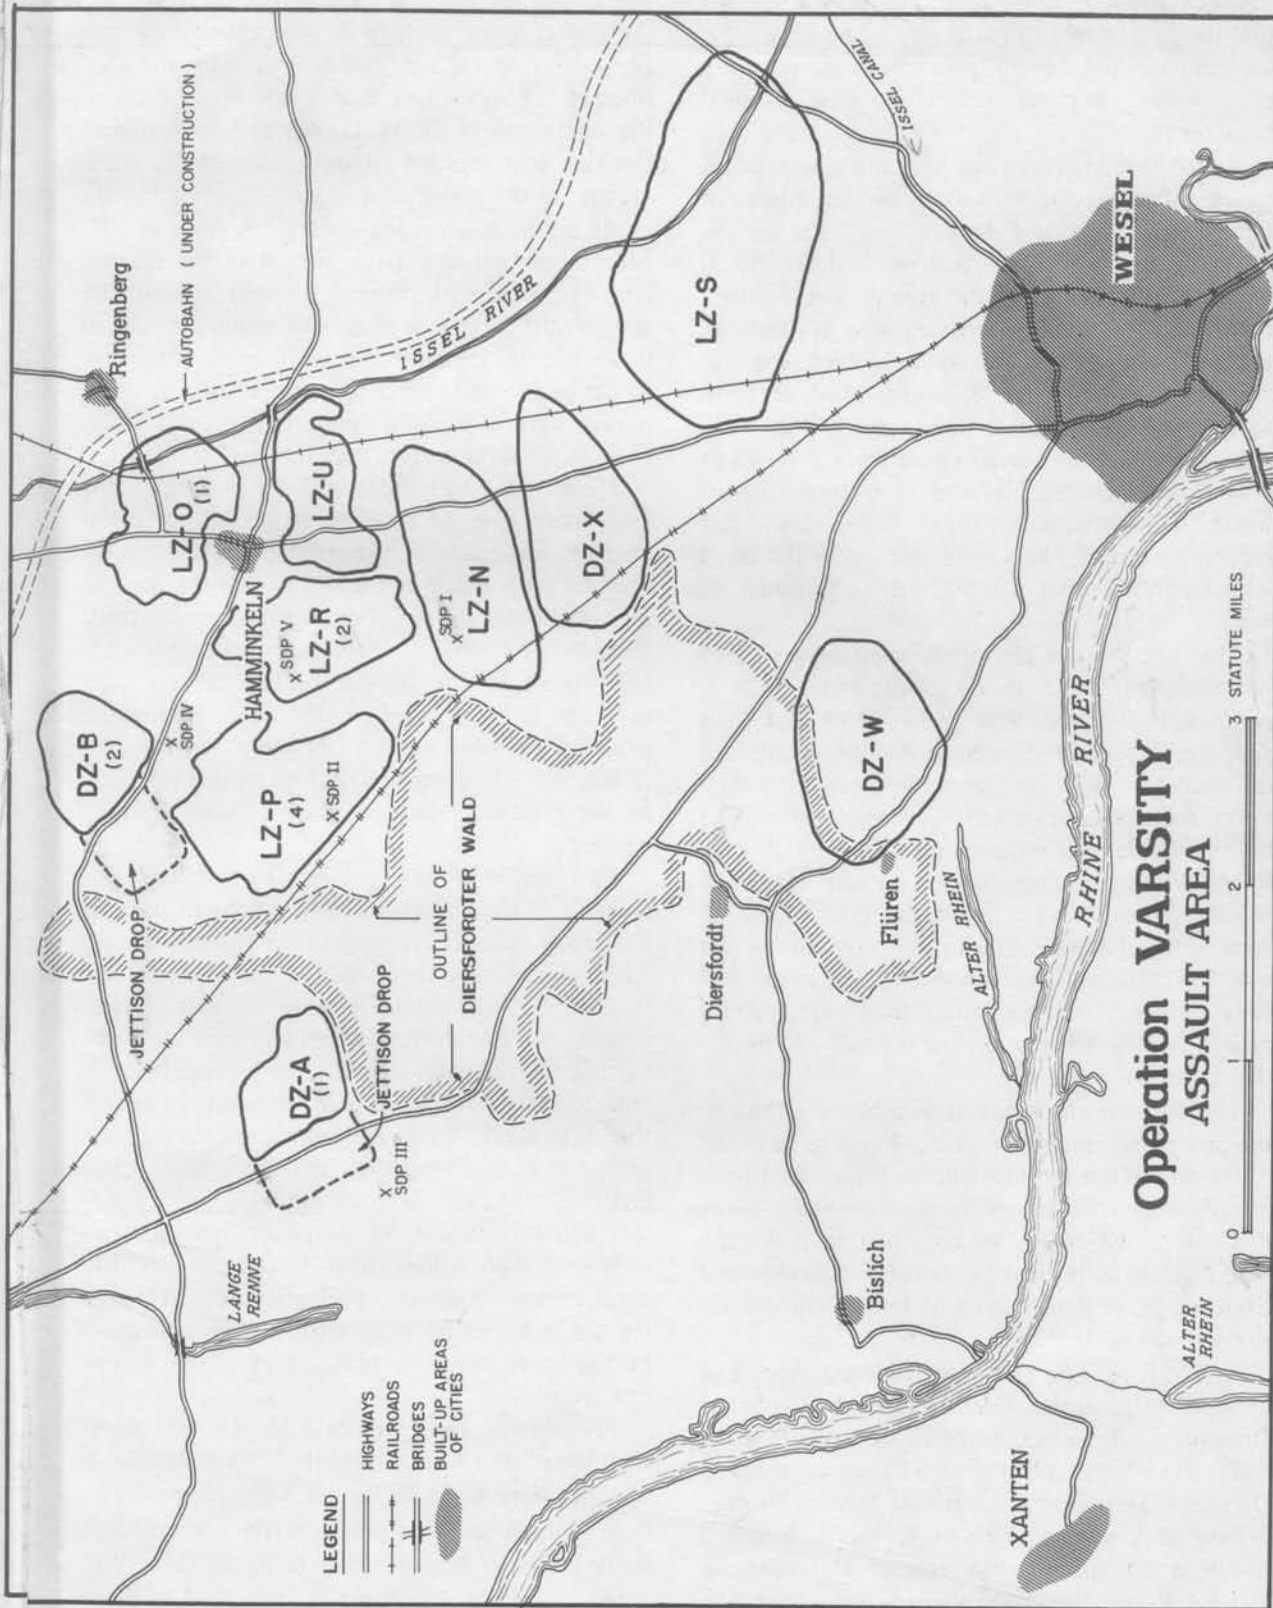 Ringenberg
AUTOBAHN ( UNDER CONSTRUCTION )
ISSEL RIVER
ISSEL CANAL
LZ-O
(1)
LZ-U
LZ-S
HAMMINKELN
DZ-B
(2)
X
SDP IV
X SDP V
LZ-R
(2)
SDP I
X
LZ-N
DZ-X
WESEL
LZ-P
(4)
X SDP II
JETTISON DROP
OUTLINE OF
DIERSFORDTER WALD
DZ-A
(1)
JETTISON DROP
X
SDP III
DZ-W
Diersfordt
Flüren
ALTER RHEIN
RHINE RIVER
LANGE
RENNE
Bislich
XANTEN
ALTER
RHEIN
LEGEND
HIGHWAYS
RAILROADS
BRIDGES
BUILT-UP AREAS
OF CITIES
Operation VARSITY
ASSAULT AREA
0 1 2 3 STATUTE MILES